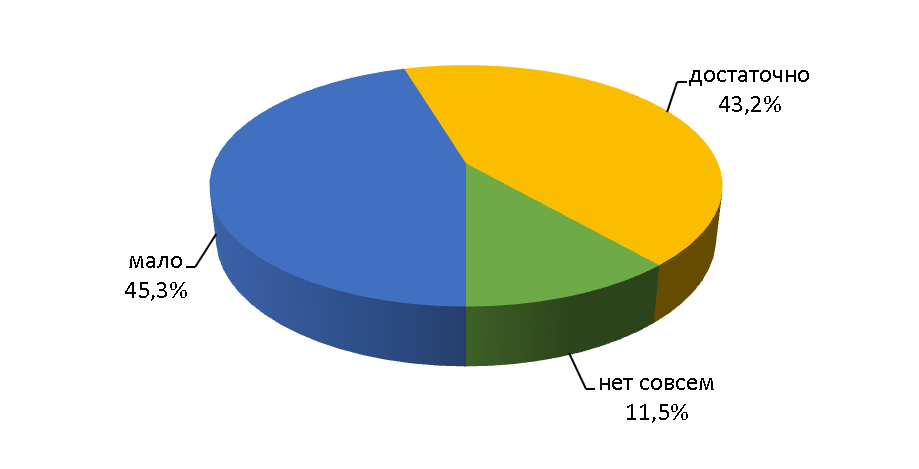 достаточно
43,2%
мало
45,3%
нет совсем
11,5%